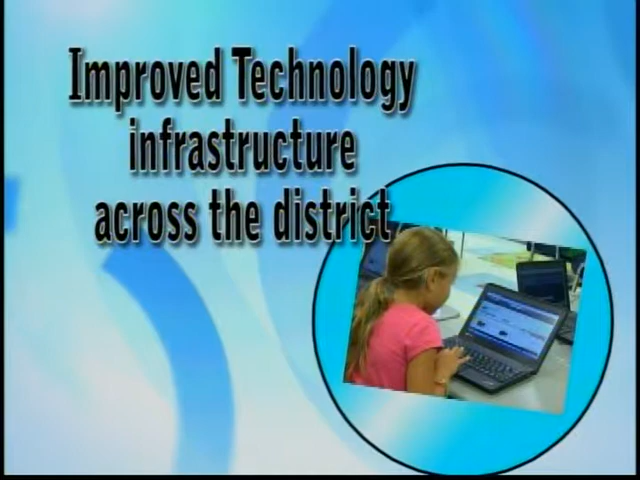 Improved Technology
infrastructure
across the district